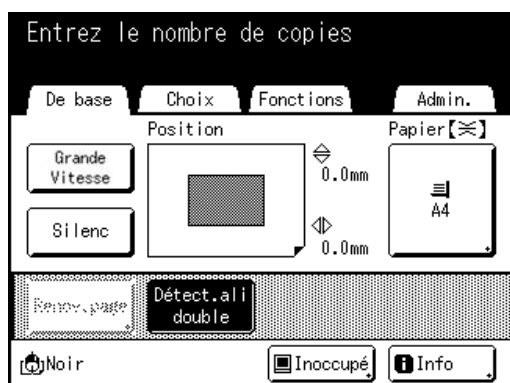 Entrez le nombre de copies
De base Choix Fonctions Admin.
Position Papier【】
Grande
Vitesse
0.0mm
A4
Silenc
0.0mm
Renov.page
Détect.ali
double
Noir Inoccupé Info